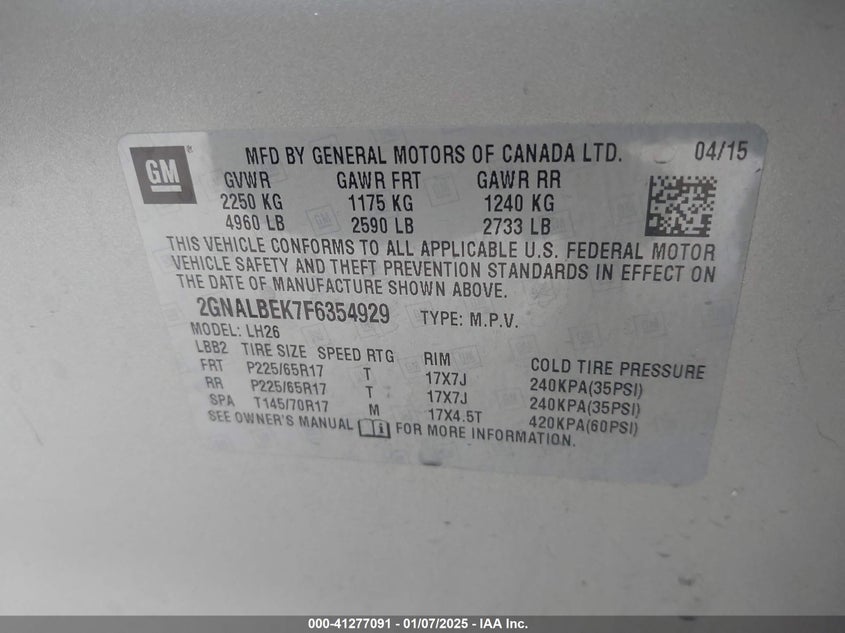 GM
MFD BY GENERAL MOTORS OF CANADA LTD. 04/15
GVWR GAWR FRT GAWR RR
2250 KG 1175 KG 1240 KG
4960 LB 2590 LB 2733 LB
THIS VEHICLE CONFORMS TO ALL APPLICABLE U.S. FEDERAL MOTOR
VEHICLE SAFETY AND THEFT PREVENTION STANDARDS IN EFFECT ON
THE DATE OF MANUFACTURE SHOWN ABOVE.
2GNALBEK7F6354929 TYPE: M.P.V.
MODEL: LH26
LBB2 TIRE SIZE SPEED RTG RIM COLD TIRE PRESSURE
FRT P225/65R17 T 17X7J 240KPA(35PSI)
RR P225/65R17 T 17X7J 240KPA(35PSI)
SPA T145/70R17 M 17X4.5T 420KPA(60PSI)
SEE OWNER'S MANUAL FOR MORE INFORMATION.
000-41277091 - 01/07/2025 - IAA Inc.